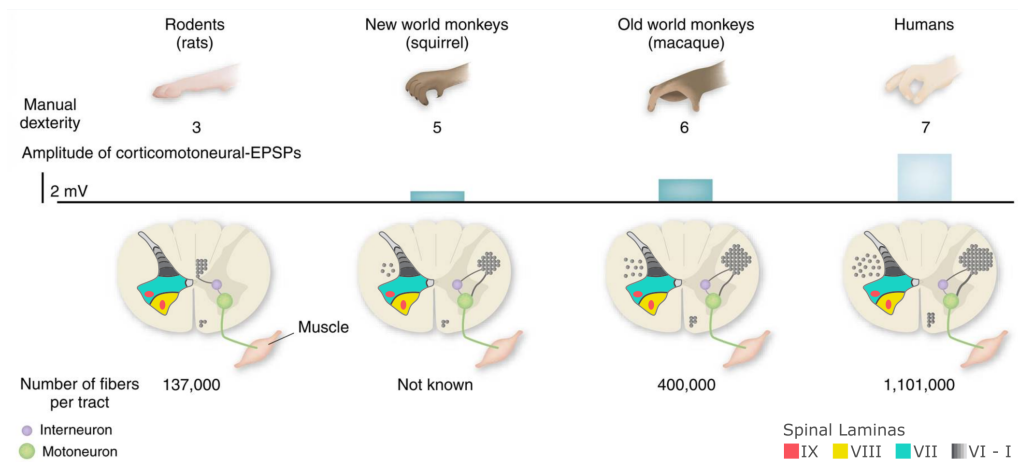 Rodents
(rats)
New world monkeys
(squirrel)
Old world monkeys
(macaque)
Humans
Manual
dexterity
3
5
6
7
Amplitude of corticomotoneural-EPSPs
2 mV
Muscle
Number of fibers
per tract
137,000
Not known
400,000
1,101,000
Interneuron
Motoneuron
Spinal Laminas
IX VIII VII VI - I